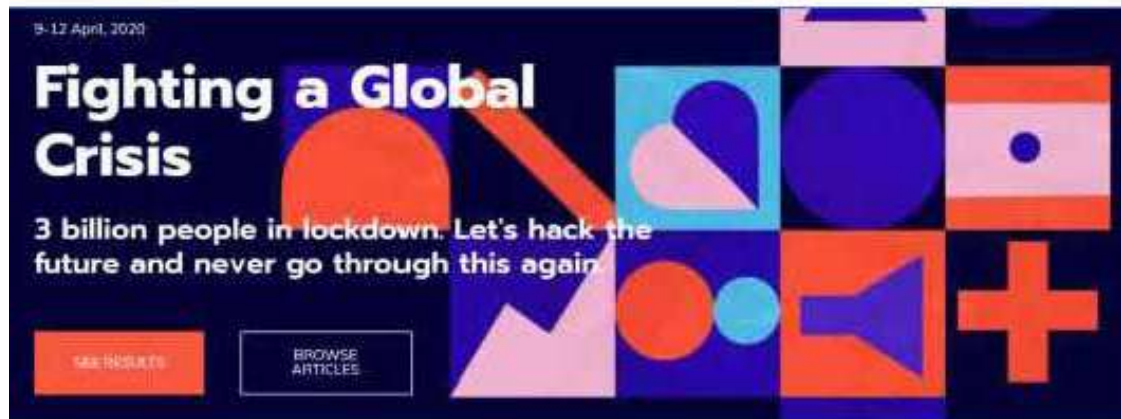 9-12 April, 2020
Fighting a Global
Crisis
3 billion people in lockdown. Let's hack the
future and never go through this again.
SEE RESULTS
BROWSE
ARTICLES